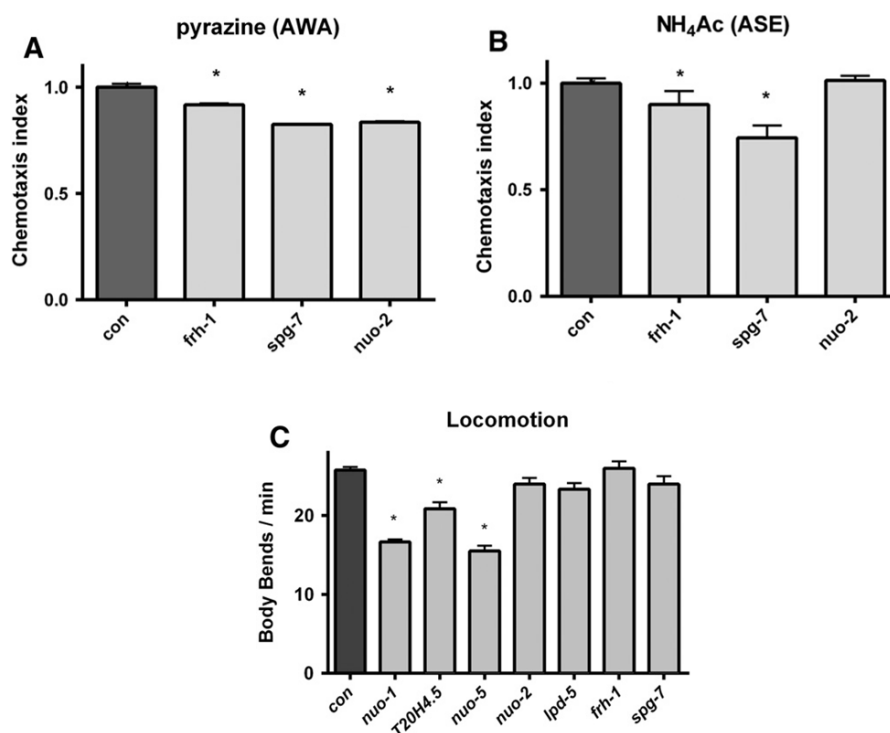 A
pyrazine (AWA)
Chemotaxis index
1.0
0.5
0.0
*
*
*
con
frh-1
spg-7
nuo-2
B
NH₄Ac (ASE)
Chemotaxis index
1.0
0.5
0.0
*
*
con
frh-1
spg-7
nuo-2
C
Locomotion
Body Bends / min
20
10
0
*
*
*
con
nuo-1
T20H4.5
nuo-5
nuo-2
lpd-5
frh-1
spg-7